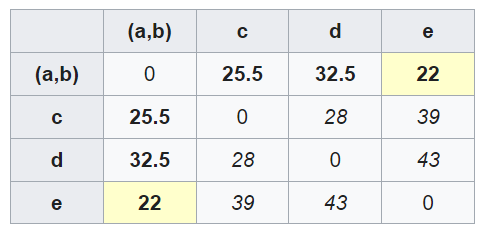 (a,b) c d e
(a,b) 0 25.5 32.5 22
c 25.5 0 28 39
d 32.5 28 0 43
e 22 39 43 0